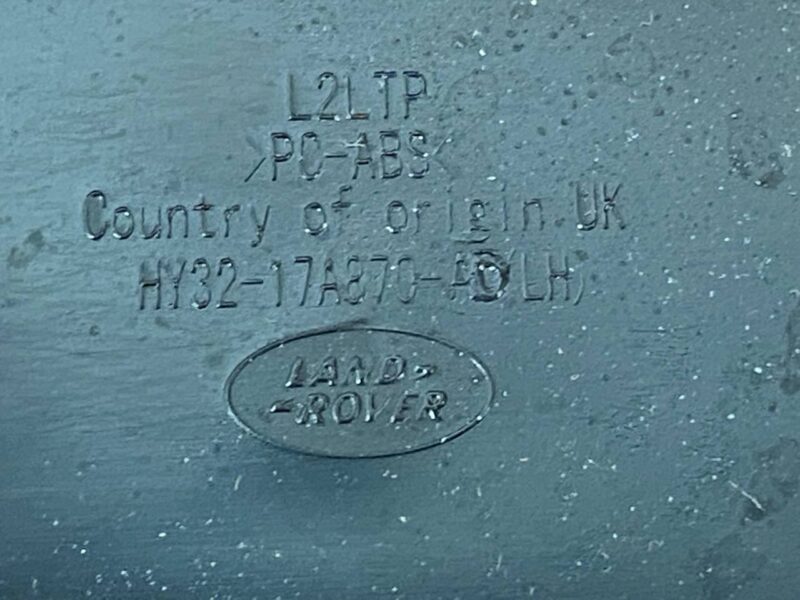 L2LTP
>PC-ABS<
Country of origin UK
HY32-17A870-AD(LH)
LAND-
-ROVER